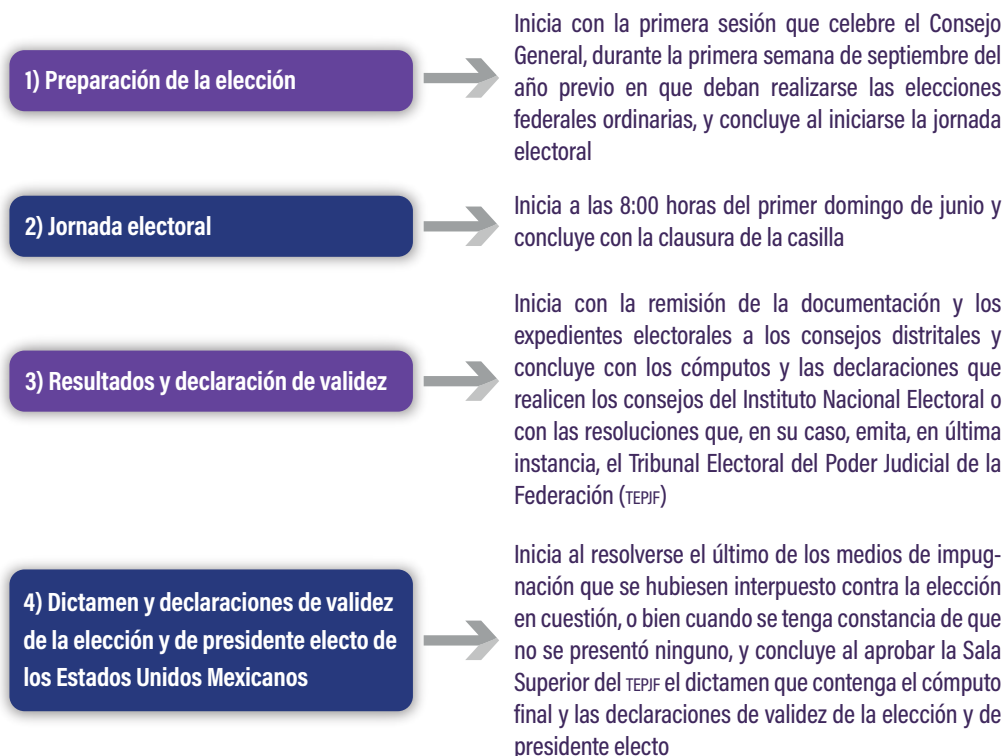 1) Preparación de la elección
Inicia con la primera sesión que celebre el Consejo
General, durante la primera semana de septiembre del
año previo en que deban realizarse las elecciones
federales ordinarias, y concluye al iniciarse la jornada
electoral
2) Jornada electoral
Inicia a las 8:00 horas del primer domingo de junio y
concluye con la clausura de la casilla
3) Resultados y declaración de validez
Inicia con la remisión de la documentación y los
expedientes electorales a los consejos distritales y
concluye con los cómputos y las declaraciones que
realicen los consejos del Instituto Nacional Electoral o
con las resoluciones que, en su caso, emita, en última
instancia, el Tribunal Electoral del Poder Judicial de la
Federación (TEPJF)
4) Dictamen y declaraciones de validez
de la elección y de presidente electo de
los Estados Unidos Mexicanos
Inicia al resolverse el último de los medios de impug-
nación que se hubiesen interpuesto contra la elección
en cuestión, o bien cuando se tenga constancia de que
no se presentó ninguno, y concluye al aprobar la Sala
Superior del TEPJF el dictamen que contenga el cómputo
final y las declaraciones de validez de la elección y de
presidente electo